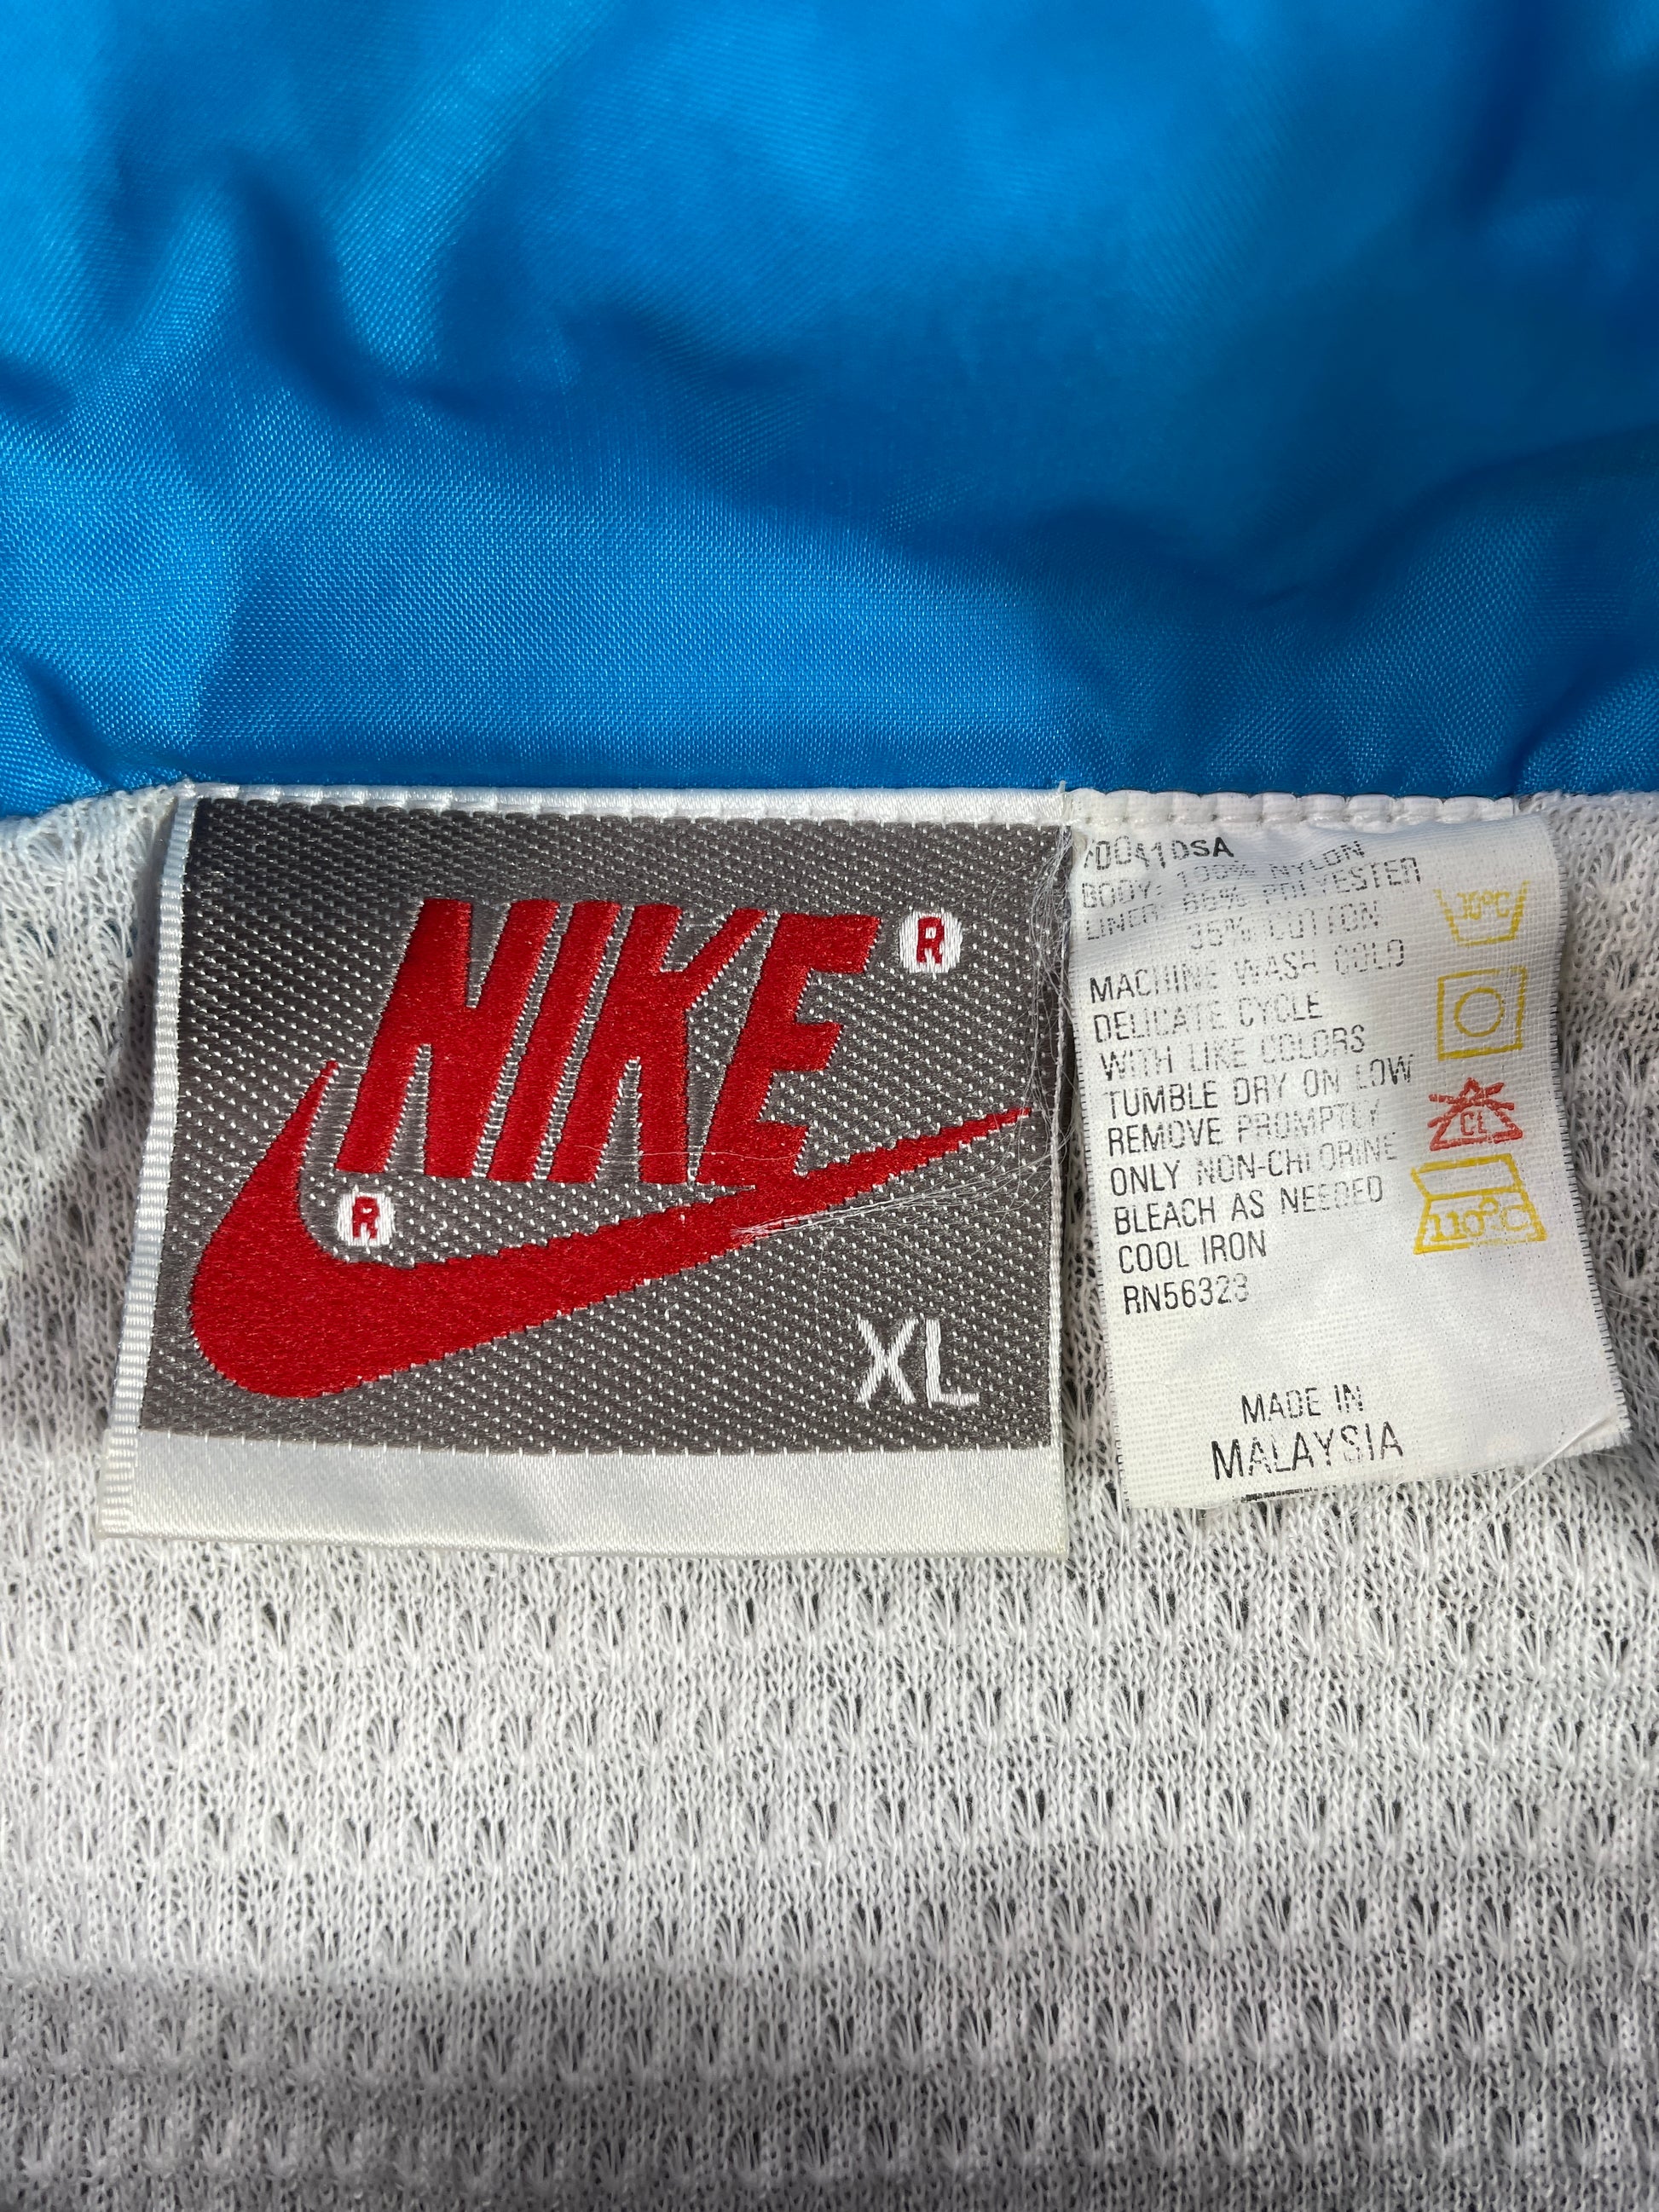 NIKE ®
®
XL
BODY: 100% NYLON
LINER: 65% POLYESTER
35% COTTON
MACHINE WASH COLD
DELICATE CYCLE
WITH LIKE COLORS
TUMBLE DRY ON LOW
REMOVE PROMPTLY
ONLY NON-CHLORINE
BLEACH AS NEEDED
COOL IRON
RN56323
MADE IN
MALAYSIA
30°C
CL
110°C